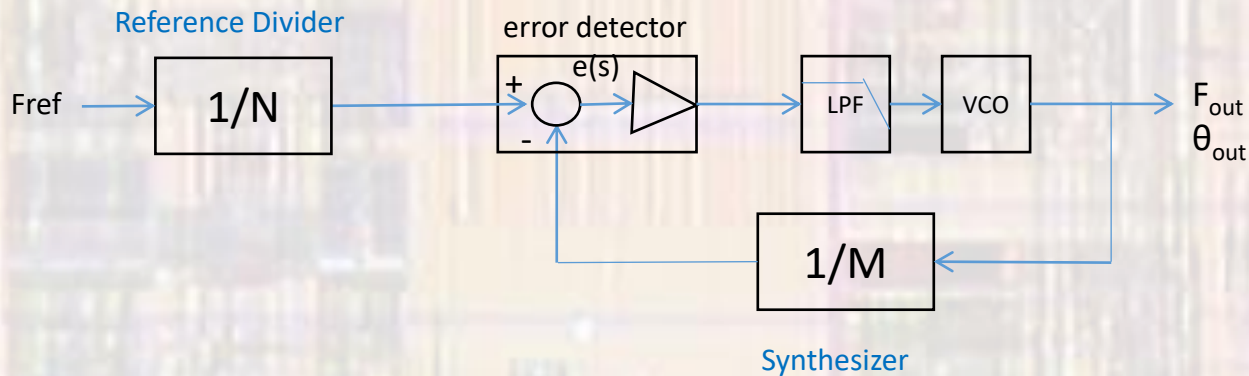 Reference Divider
error detector
e(s)
+
Fref
1/N
-
LPF
VCO
F_out
θ_out
1/M
Synthesizer